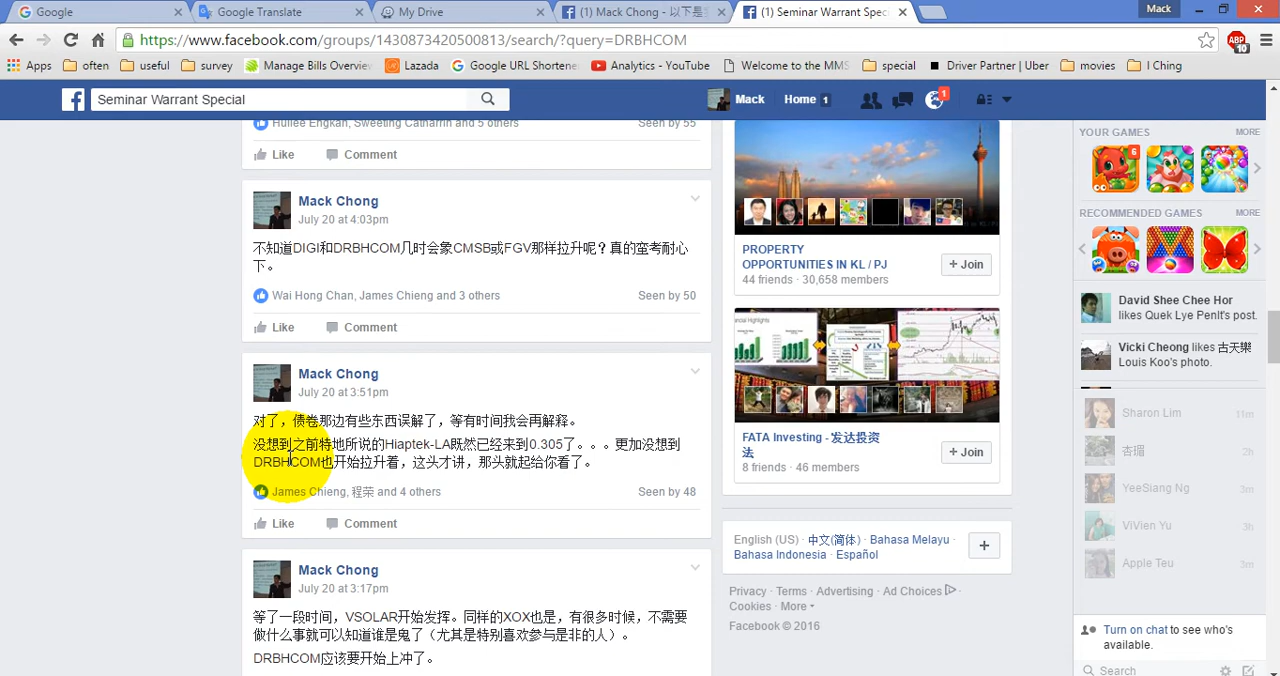 Google
Google Translate
My Drive
(1) Mack Chong - 以下是
(1) Seminar Warrant Speci
Mack
https://www.facebook.com/groups/1430873420500813/search/?query=DRBHCOM
ABP
10
Apps
often
useful
survey
Manage Bills Overview
Lazada
Google URL Shortene
Analytics - YouTube
Welcome to the MMS
special
Driver Partner | Uber
movies
I Ching
Seminar Warrant Special
Mack
Home 1
1
Huilee Engkan, Sweeting Catharrin and 5 others
Seen by 55
Like
Comment
Mack Chong
July 20 at 4:03pm
不知道DIGI和DRBHCOM几时会象CMSB或万能那样拉升呢？真的蛮考耐心
下。
Wai Hong Chan, James Chieng and 3 others
Seen by 50
Like
Comment
Mack Chong
July 20 at 3:51pm
对了，债卷那边有些东西误解了，等有时间我会再解释。
没想到之前特地所说的Hiaptek-LA既然已经来到0.305了。。。更加没想到
DRBHCOM也开始拉升着，这头才讲，那头就起给你看了。
James Chieng, 程荣 and 4 others
Seen by 48
Like
Comment
Mack Chong
July 20 at 3:17pm
等了一段时间，VSOLAR开始发挥。同样的XOX也是，有很多时候，不需要
做什么事就可以知道谁是鬼了（尤其是特别喜欢参与是非的人）。
DRBHCOM应该要开始上冲了。
PROPERTY
OPPORTUNITIES IN KL / PJ
44 friends · 30,658 members
+ Join
FATA Investing - 发达投资
法
8 friends · 46 members
+ Join
English (US) · 中文(简体) · Bahasa Melayu ·
Bahasa Indonesia · Español
Privacy · Terms · Advertising · Ad Choices ·
Cookies · More
Facebook © 2016
YOUR GAMES
MORE
6
RECOMMENDED GAMES
MORE
David Shee Chee Hor
likes Quek Lye Penlt's post.
Vicki Cheong likes 古天樂
Louis Koo's photo.
Sharon Lim
11m
杏瑂
2h
YeeSiang Ng
3m
ViVien Yu
3h
Apple Teu
3m
Turn on chat to see who's
available.
Search